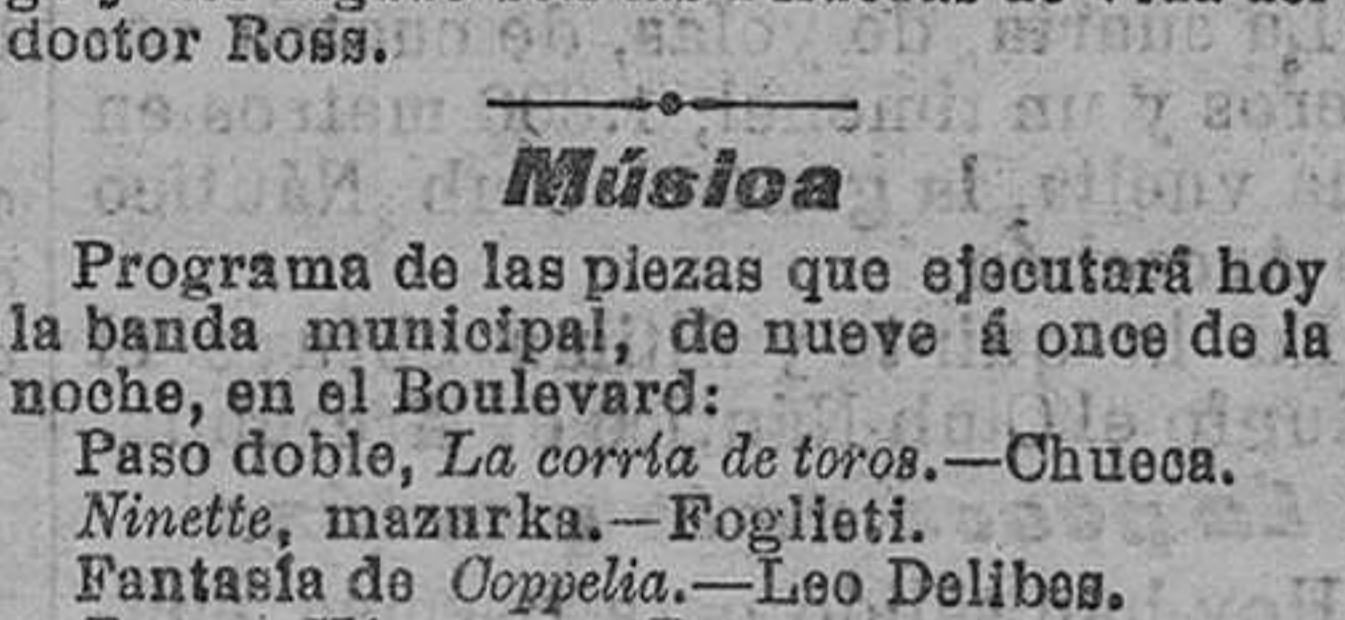 doctor Ross.
Música
Programa de las piezas que ejecutará hoy
la banda municipal, de nueve á once de la
noche, en el Boulevard:
Paso doble, La corría de toros.—Chueca.
Ninette, mazurka.—Foglieti.
Fantasía de Coppelia.—Leo Delibes.